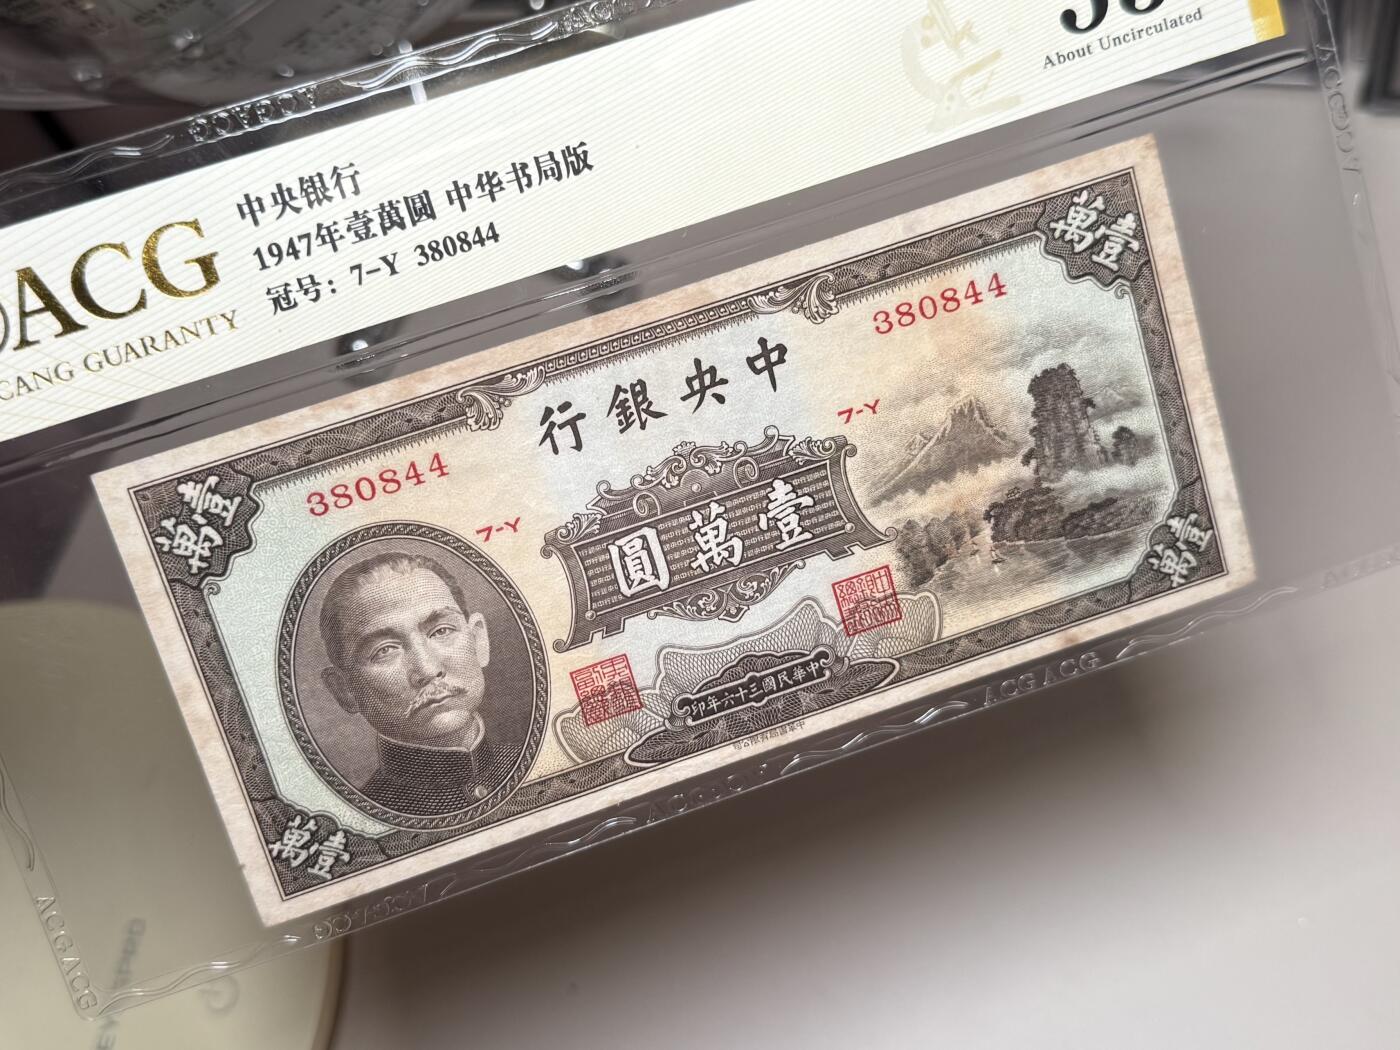 About Uncirculated
ACG
CANG GUARANTY
中央银行
1947年壹萬圓 中华书局版
冠号: 7-Y 380844
壹萬
380844
中央銀行
7-Y
壹萬
380844
7-Y
壹萬圓
中華民國三十六年印
壹萬
壹萬
ACGACG
ACGACG